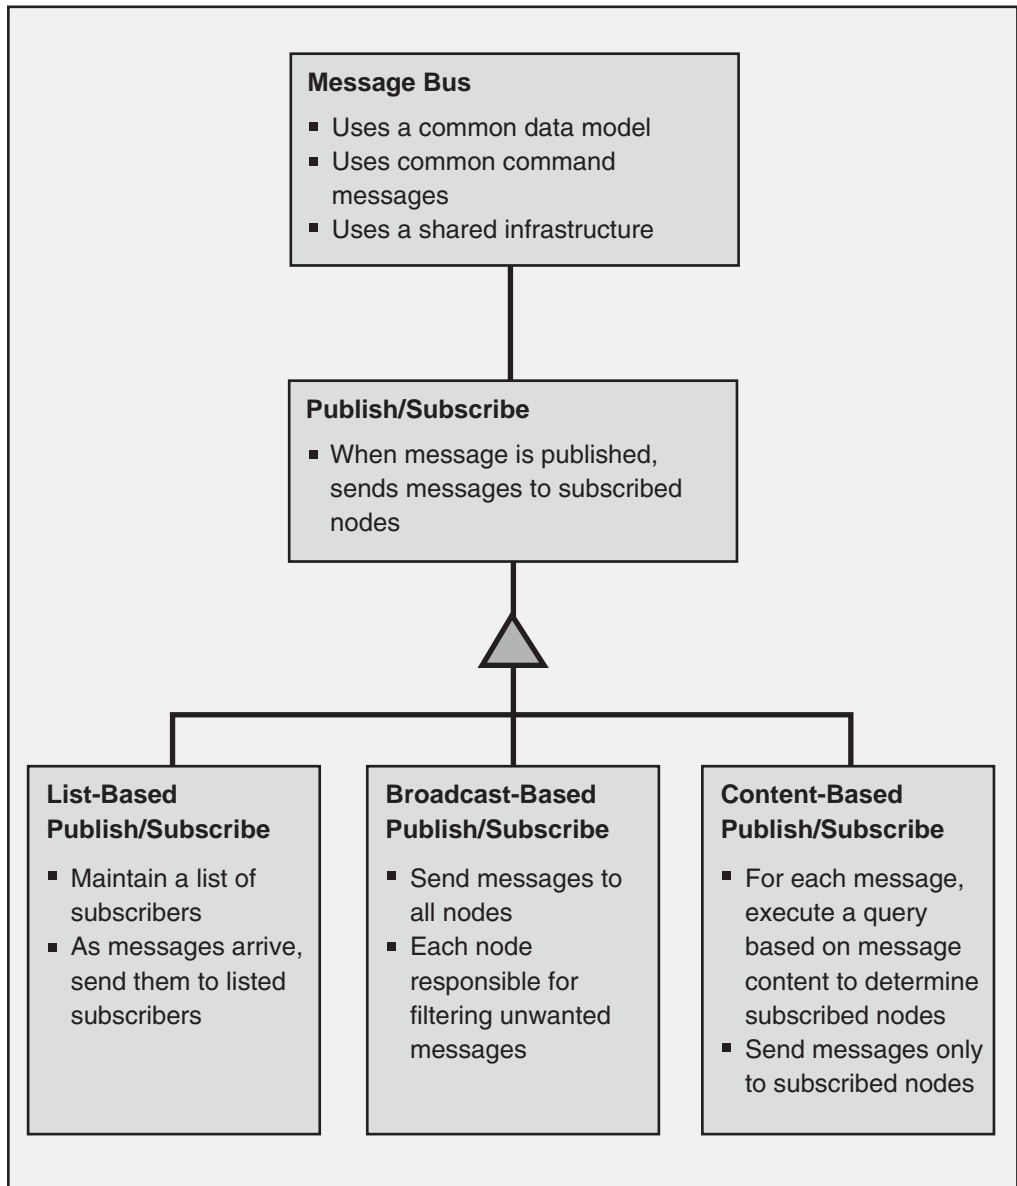 Message Bus
▪ Uses a common data model
▪ Uses common command
messages
▪ Uses a shared infrastructure
Publish/Subscribe
▪ When message is published,
sends messages to subscribed
nodes
List-Based
Publish/Subscribe
▪ Maintain a list of
subscribers
▪ As messages arrive,
send them to listed
subscribers
Broadcast-Based
Publish/Subscribe
▪ Send messages to
all nodes
▪ Each node
responsible for
filtering unwanted
messages
Content-Based
Publish/Subscribe
▪ For each message,
execute a query
based on message
content to determine
subscribed nodes
▪ Send messages only
to subscribed nodes